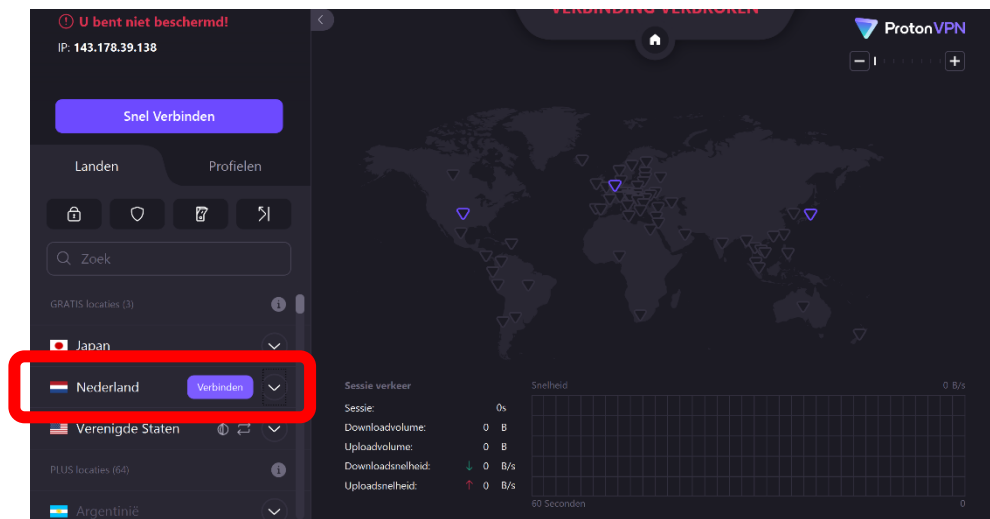 U bent niet beschermd!
IP: 143.178.39.138
Snel Verbinden
Landen
Profielen
Zoek
GRATIS locaties (3)
Japan
Nederland
Verbinden
Verenigde Staten
PLUS locaties (64)
Argentinië
VERBINDING VERBROKEN
ProtonVPN
Sessie verkeer
Sessie: 0s
Downloadvolume: 0 B
Uploadvolume: 0 B
Downloadsnelheid: ↓ 0 B/s
Uploadsnelheid: ↑ 0 B/s
Snelheid
0 B/s
60 Seconden
0